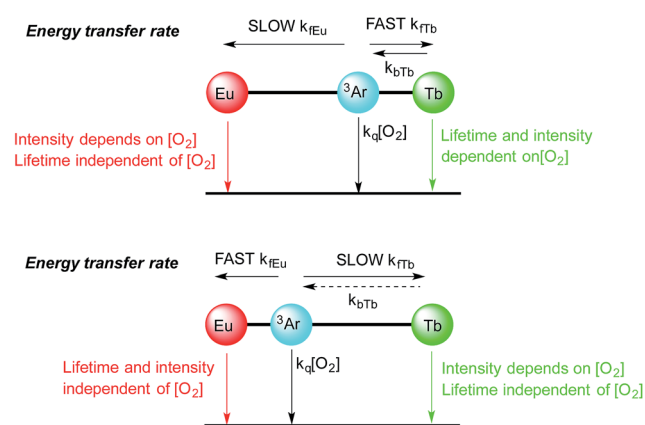 Energy transfer rate
SLOW kfEu
FAST kfTb
kbTb
Eu
³Ar
Tb
kq[O₂]
Intensity depends on [O₂]
Lifetime independent of [O₂]
Lifetime and intensity
dependent on[O₂]
Energy transfer rate
FAST kfEu
SLOW kfTb
kbTb
Eu
³Ar
Tb
kq[O₂]
Lifetime and intensity
independent of [O₂]
Intensity depends on [O₂]
Lifetime independent of [O₂]